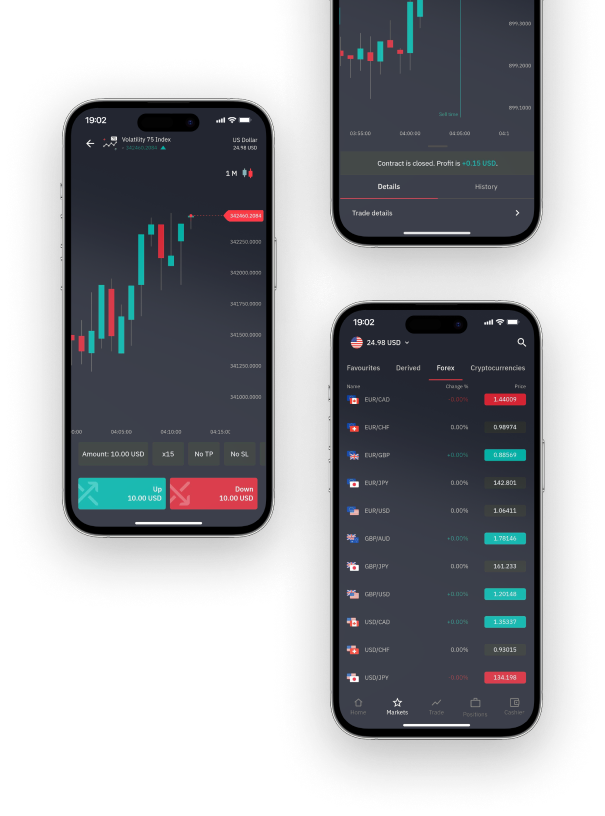 19:02
Volatility 75 Index
342460.2084
US Dollar
24.98 USD
1 M
342460.2084
342250.0000
342000.0000
341750.0000
341500.0000
341250.0000
341000.0000
04:05:00
04:10:00
04:15:00
Amount: 10.00 USD
x15
No TP
No SL
Up
10.00 USD
Down
10.00 USD
899.3000
899.2000
899.1000
Sell time
03:55:00
04:00:00
04:05:00
04:1
Contract is closed. Profit is +0.15 USD.
Details
History
Trade details
19:02
24.98 USD
Favourites
Derived
Forex
Cryptocurrencies
Name
Change %
Price
EUR/CAD
-0.00%
1.44009
EUR/CHF
0.00%
0.98974
EUR/GBP
+0.00%
0.88569
EUR/JPY
0.00%
142.801
EUR/USD
0.00%
1.06411
GBP/AUD
+0.00%
1.78146
GBP/JPY
0.00%
161.233
GBP/USD
+0.00%
1.20148
USD/CAD
+0.00%
1.35337
USD/CHF
0.00%
0.93015
USD/JPY
-0.00%
134.198
Home
Markets
Trade
Positions
Cashier